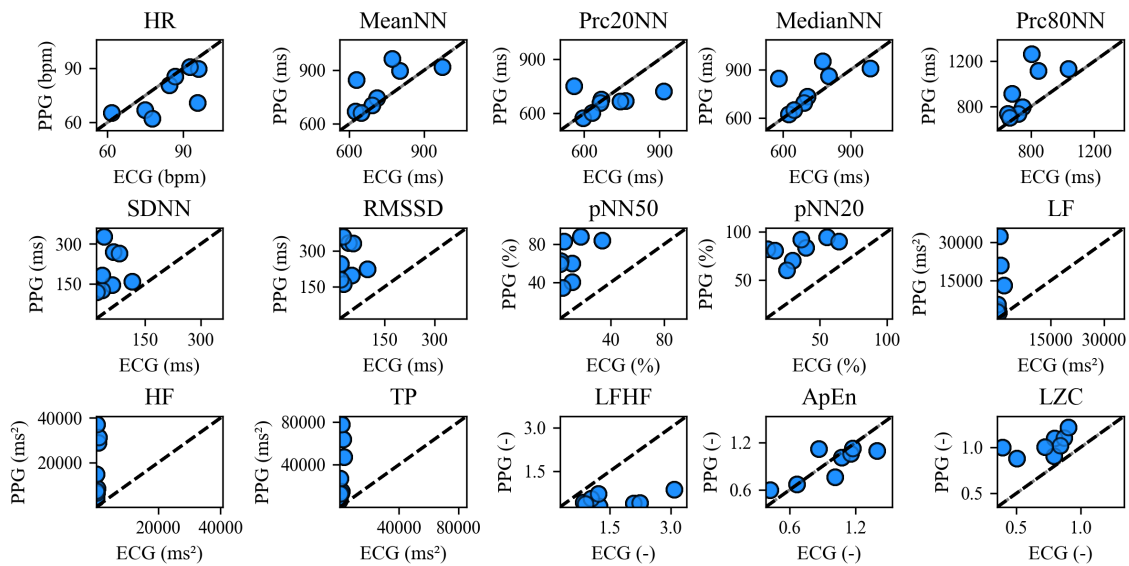 HR MeanNN Prc20NN MedianNN Prc80NN
PPG (bpm) 90 60 60 90 ECG (bpm)
PPG (ms) 900 600 600 900 ECG (ms)
PPG (ms) 900 600 600 900 ECG (ms)
PPG (ms) 900 600 600 900 ECG (ms)
PPG (ms) 1200 800 800 1200 ECG (ms)
SDNN RMSSD pNN50 pNN20 LF
PPG (ms) 300 150 150 300 ECG (ms)
PPG (ms) 300 150 150 300 ECG (ms)
PPG (%) 80 40 40 80 ECG (%)
PPG (%) 100 50 50 100 ECG (%)
PPG (ms²) 30000 15000 15000 30000 ECG (ms²)
HF TP LFHF ApEn LZC
PPG (ms²) 40000 20000 20000 40000 ECG (ms²)
PPG (ms²) 80000 40000 40000 80000 ECG (ms²)
PPG (-) 3.0 1.5 1.5 3.0 ECG (-)
PPG (-) 1.2 0.6 0.6 1.2 ECG (-)
PPG (-) 1.0 0.5 0.5 1.0 ECG (-)